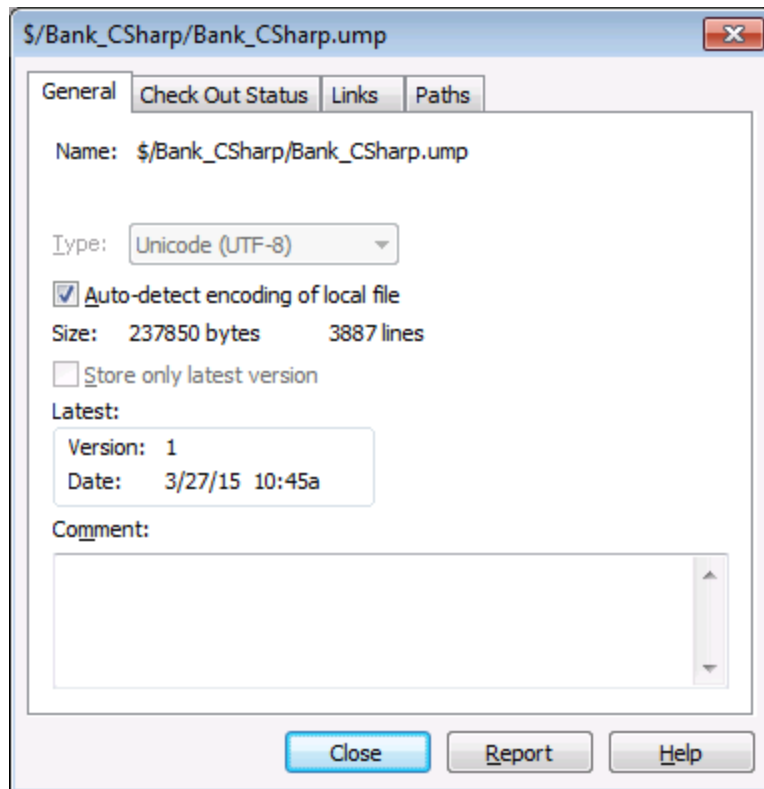 $/Bank_CSharp/Bank_CSharp.ump
General Check Out Status Links Paths
Name: $/Bank_CSharp/Bank_CSharp.ump
Type: Unicode (UTF-8)
Auto-detect encoding of local file
Size: 237850 bytes 3887 lines
Store only latest version
Latest:
Version: 1
Date: 3/27/15 10:45a
Comment:
Close Report Help